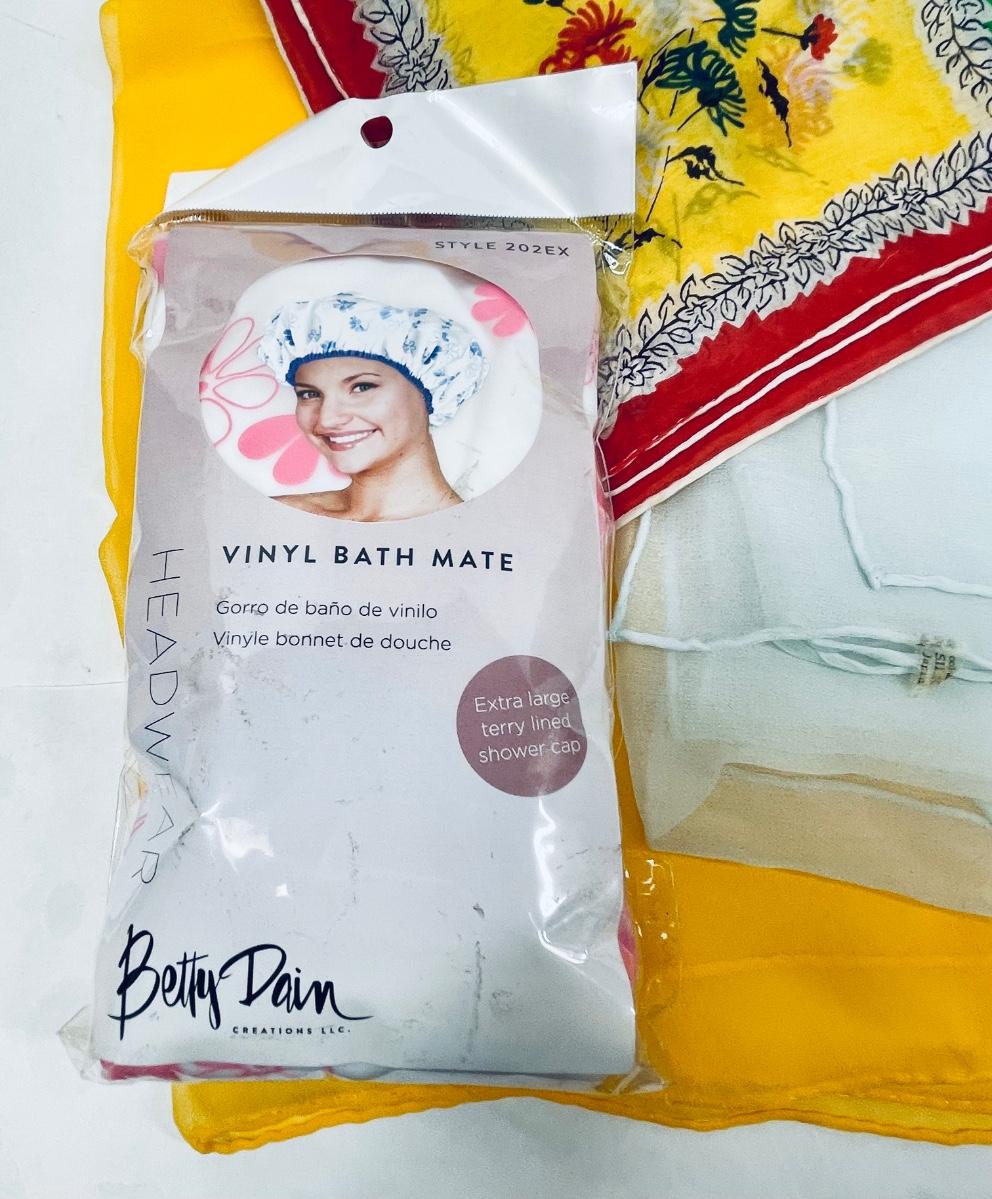 STYLE 202EX
VINYL BATH MATE
Gorro de baño de vinilo
Vinyle bonnet de douche
HEADWEAR
Extra large
terry lined
shower cap
Betty Dain
CREATIONS LLC.